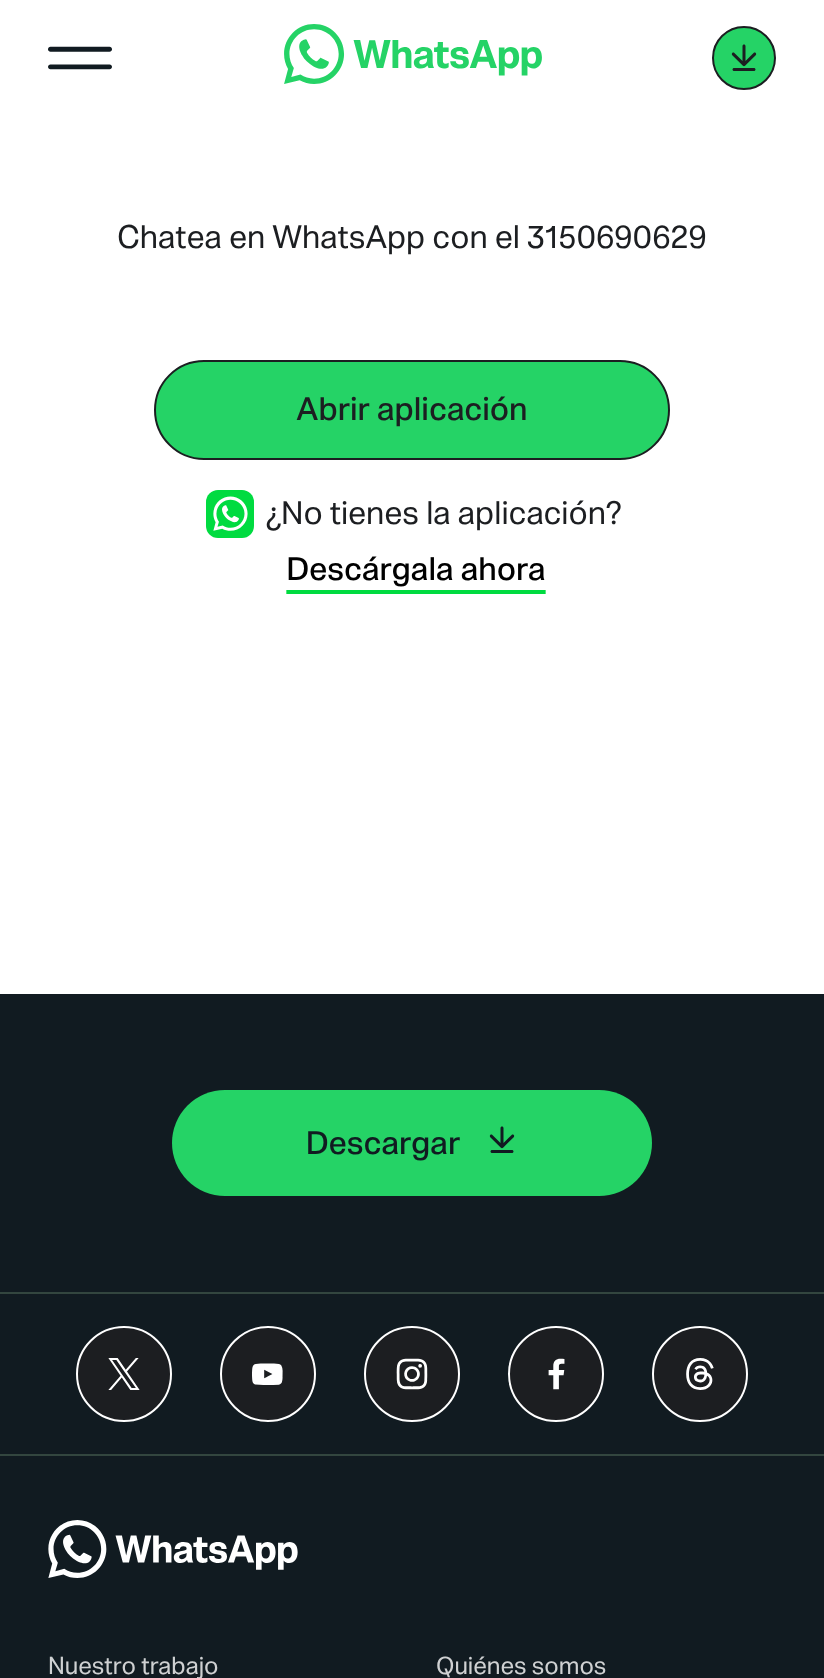 WhatsApp
Chatea en WhatsApp con el 3150690629
Abrir aplicación
¿No tienes la aplicación?
Descárgala ahora
Descargar
WhatsApp
Nuestro trabajo
Quiénes somos